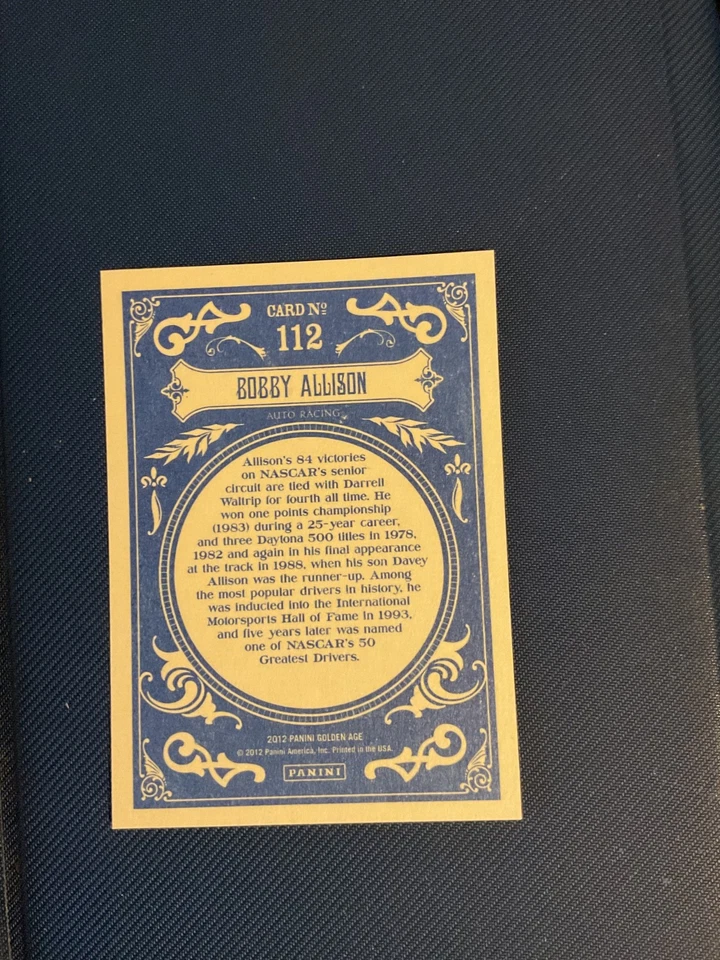 CARD Nº
112
BOBBY ALLISON
AUTO RACING
Allison's 84 victories
on NASCAR's senior
circuit are tied with Darrell
Waltrip for fourth all time. He
won one points championship
(1983) during a 25-year career,
and three Daytona 500 titles in 1978,
1982 and again in his final appearance
at the track in 1988, when his son Davey
Allison was the runner-up. Among
the most popular drivers in history, he
was inducted into the International
Motorsports Hall of Fame in 1993,
and five years later was named
one of NASCAR's 50
Greatest Drivers.
2012 PANINI GOLDEN AGE
© 2012 Panini America, Inc. Printed in the USA.
PANINI